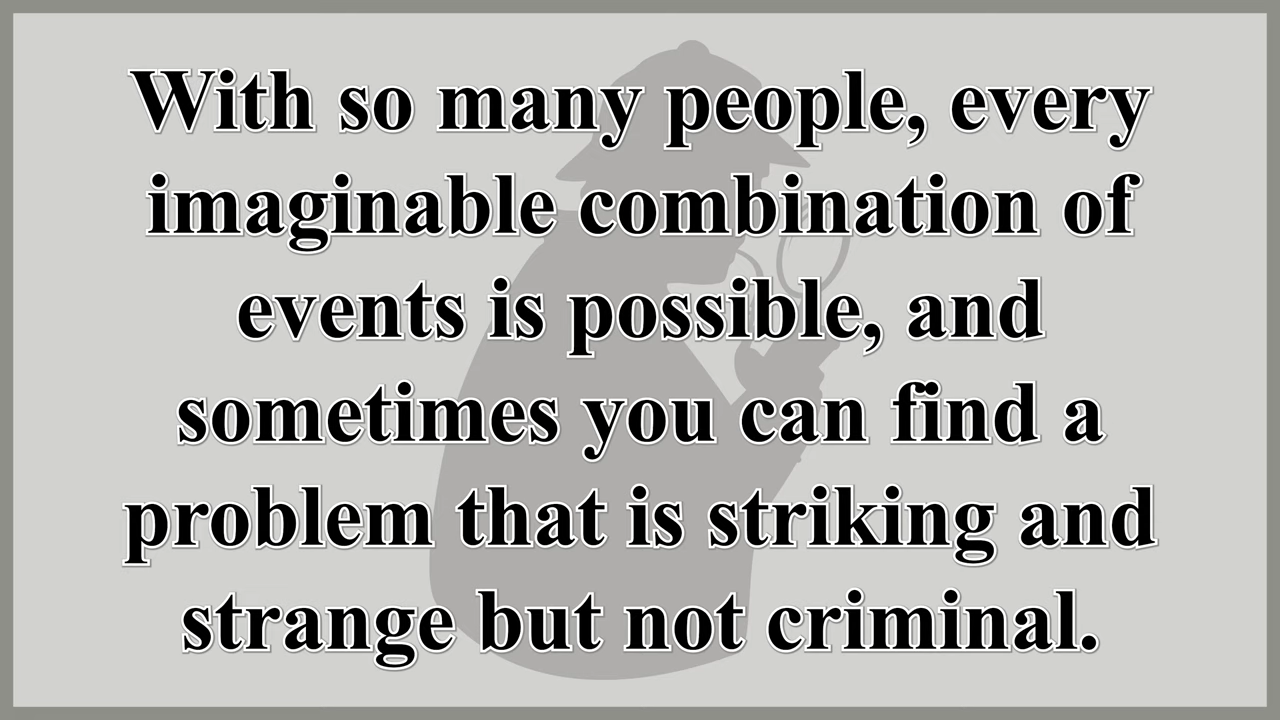 With so many people, every
imaginable combination of
events is possible, and
sometimes you can find a
problem that is striking and
strange but not criminal.